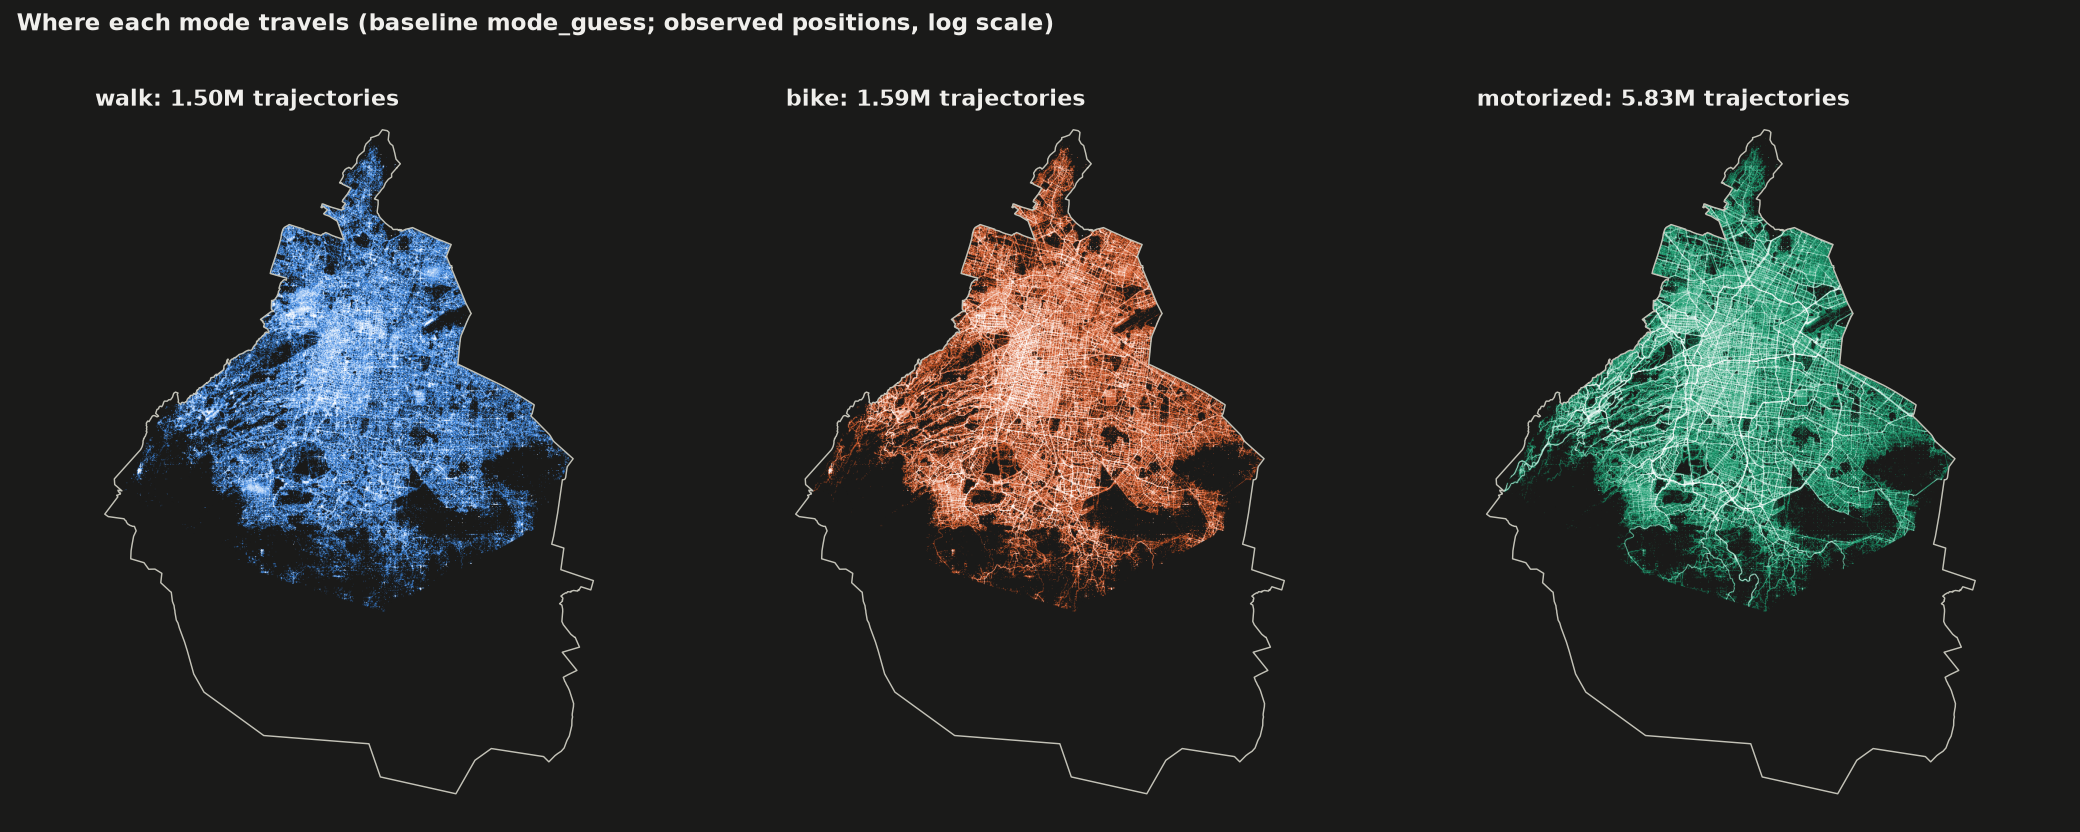 Where each mode travels (baseline mode_guess; observed positions, log scale)
walk: 1.50M trajectories
bike: 1.59M trajectories
motorized: 5.83M trajectories